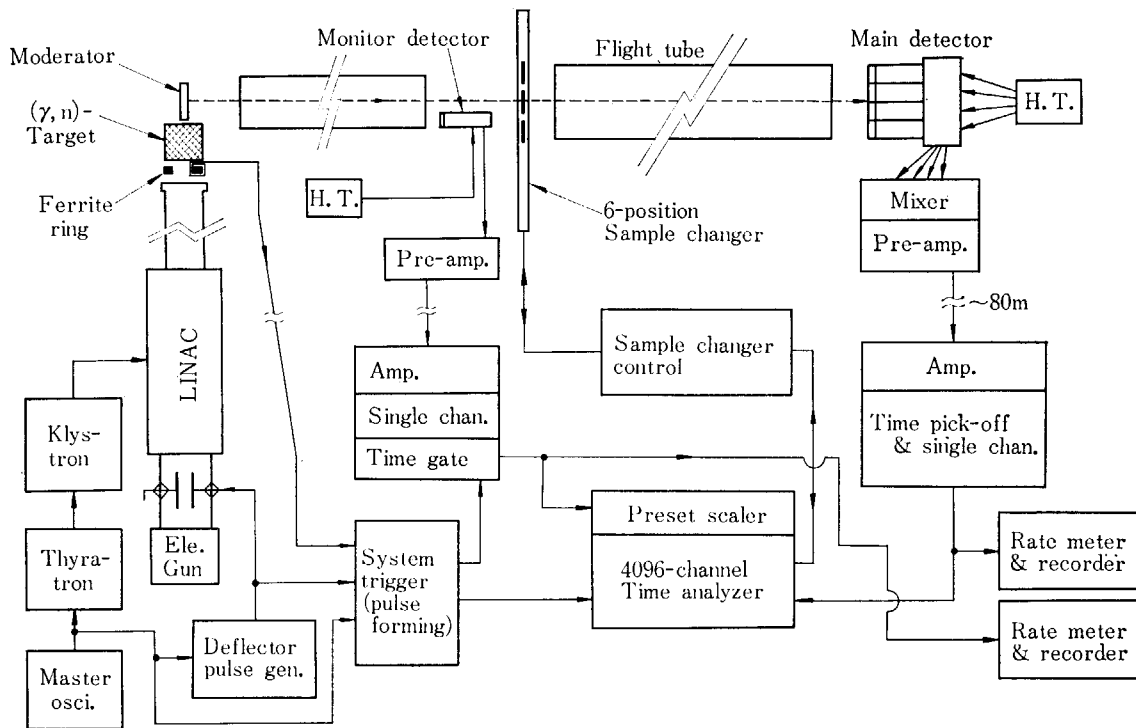 Moderator
(γ, n)-
Target
Ferrite
ring
Monitor detector
Flight tube
Main detector
H. T.
H. T.
6-position
Sample changer
Mixer
Pre-amp.
Pre-amp.
~80m
LINAC
Amp.
Single chan.
Time gate
Sample changer
control
Amp.
Time pick-off
& single chan.
Klys-
tron
Thyra-
tron
Ele.
Gun
System
trigger
(pulse
forming)
Preset scaler
4096-channel
Time analyzer
Rate meter
& recorder
Rate meter
& recorder
Master
osci.
Deflector
pulse gen.